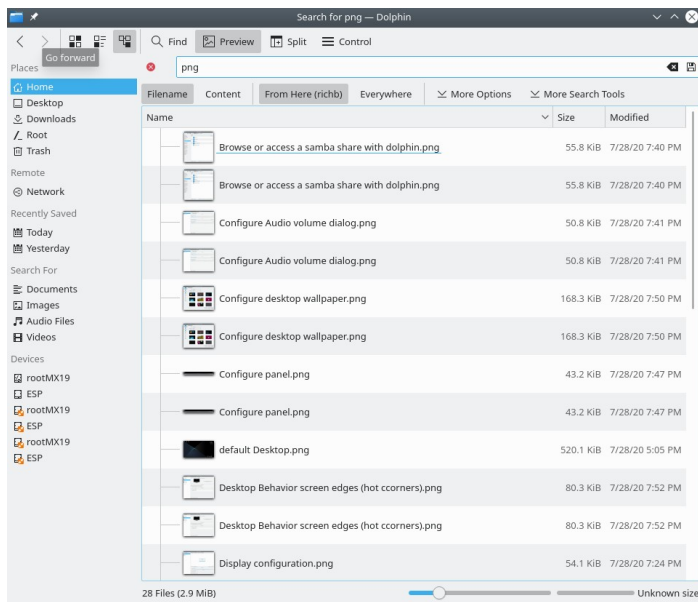 Search for png — Dolphin
Find Preview Split Control
Go forward
Places
png
Home
Desktop
Downloads
Root
Trash
Remote
Network
Recently Saved
Today
Yesterday
Search For
Documents
Images
Audio Files
Videos
Devices
rootMX19
ESP
rootMX19
ESP
rootMX19
ESP
Filename Content From Here (richb) Everywhere More Options More Search Tools
Name Size Modified
Browse or access a samba share with dolphin.png 55.8 KiB 7/28/20 7:40 PM
Browse or access a samba share with dolphin.png 55.8 KiB 7/28/20 7:40 PM
Configure Audio volume dialog.png 50.8 KiB 7/28/20 7:41 PM
Configure Audio volume dialog.png 50.8 KiB 7/28/20 7:41 PM
Configure desktop wallpaper.png 168.3 KiB 7/28/20 7:50 PM
Configure desktop wallpaper.png 168.3 KiB 7/28/20 7:50 PM
Configure panel.png 43.2 KiB 7/28/20 7:47 PM
Configure panel.png 43.2 KiB 7/28/20 7:47 PM
default Desktop.png 520.1 KiB 7/28/20 5:05 PM
Desktop Behavior screen edges (hot ccorners).png 80.3 KiB 7/28/20 7:52 PM
Desktop Behavior screen edges (hot ccorners).png 80.3 KiB 7/28/20 7:52 PM
Display configuration.png 54.1 KiB 7/28/20 7:24 PM
28 Files (2.9 MiB) Unknown size